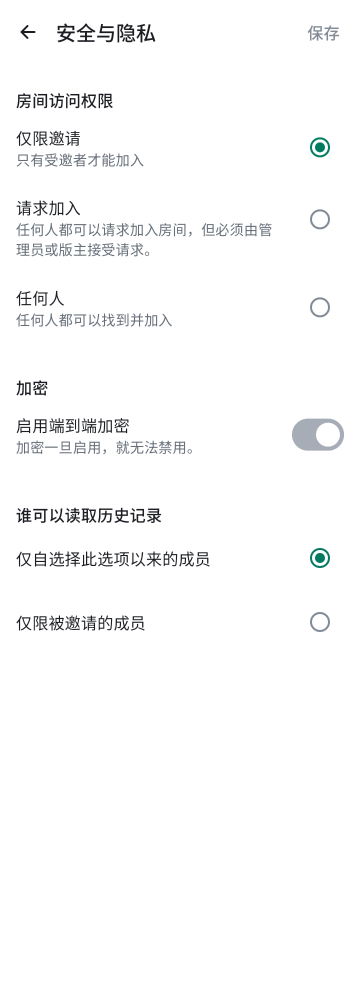 安全与隐私
保存
房间访问权限
仅限邀请
只有受邀者才能加入
请求加入
任何人都可以请求加入房间，但必须由管
理员或版主接受请求。
任何人
任何人都可以找到并加入
加密
启用端到端加密
加密一旦启用，就无法禁用。
谁可以读取历史记录
仅自选择此选项以来的成员
仅限被邀请的成员